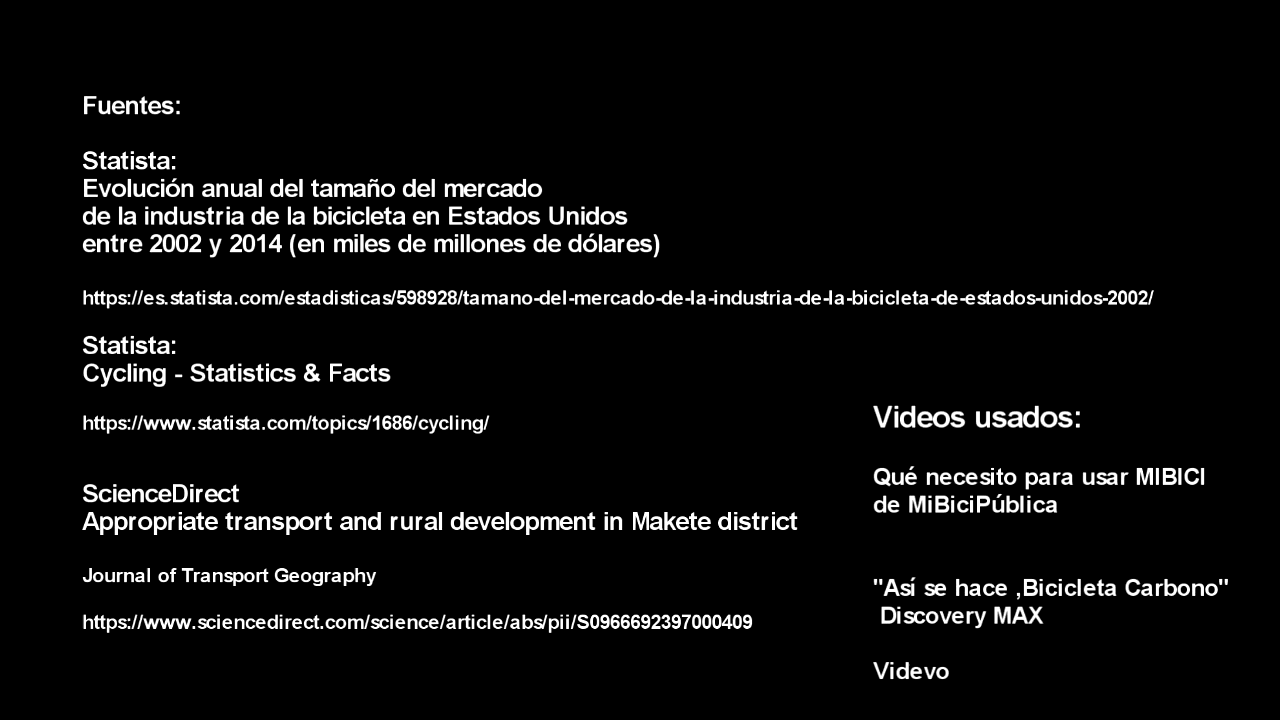 Fuentes:
Statista:
Evolución anual del tamaño del mercado
de la industria de la bicicleta en Estados Unidos
entre 2002 y 2014 (en miles de millones de dólares)
https://es.statista.com/estadisticas/598928/tamano-del-mercado-de-la-industria-de-la-bicicleta-de-estados-unidos-2002/
Statista:
Cycling - Statistics & Facts
https://www.statista.com/topics/1686/cycling/
ScienceDirect
Appropriate transport and rural development in Makete district
Journal of Transport Geography
https://www.sciencedirect.com/science/article/abs/pii/S0966692397000409
Videos usados:
Qué necesito para usar MIBICI
de MiBiciPública
"Así se hace ,Bicicleta Carbono"
Discovery MAX
Videvo